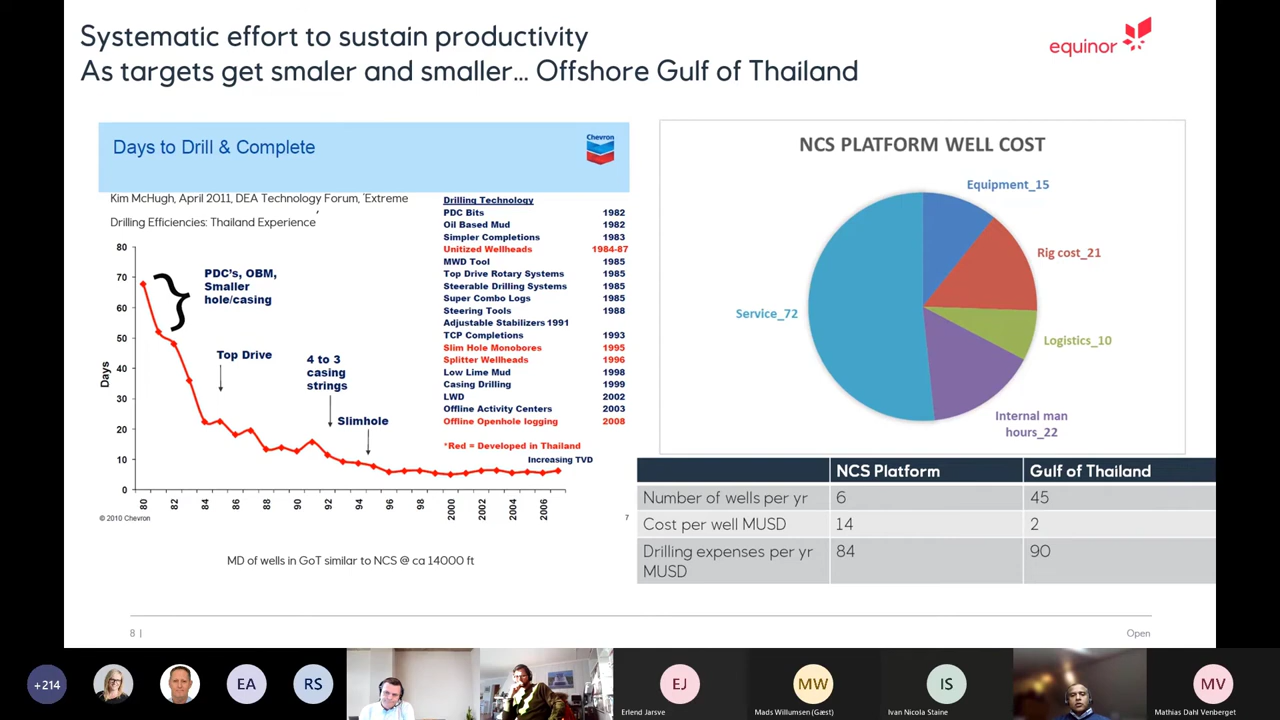 Systematic effort to sustain productivity
As targets get smaler and smaller... Offshore Gulf of Thailand
equinor
Days to Drill & Complete
Chevron
Kim McHugh, April 2011, DEA Technology Forum, 'Extreme
Drilling Efficiencies: Thailand Experience'
Drilling Technology
PDC Bits 1982
Oil Based Mud 1982
Simpler Completions 1983
Unitized Wellheads 1984-87
MWD Tool 1985
Top Drive Rotary Systems 1985
Steerable Drilling Systems 1985
Super Combo Logs 1985
Steering Tools 1988
Adjustable Stabilizers 1991
TCP Completions 1993
Slim Hole Monobores 1995
Splitter Wellheads 1996
Low Lime Mud 1998
Casing Drilling 1999
LWD 2002
Offline Activity Centers 2003
Offline Openhole logging 2008
*Red = Developed in Thailand
Increasing TVD
80
70
60
50
40
30
20
10
0
Days
PDC's, OBM,
Smaller
hole/casing
Top Drive
4 to 3
casing
strings
Slimhole
80 82 84 86 88 90 92 94 96 98 2000 2002 2004 2006
© 2010 Chevron
7
MD of wells in GoT similar to NCS @ ca 14000 ft
NCS PLATFORM WELL COST
Equipment_15
Rig cost_21
Service_72
Logistics_10
Internal man
hours_22
NCS Platform Gulf of Thailand
Number of wells per yr 6 45
Cost per well MUSD 14 2
Drilling expenses per yr 84 90
MUSD
8 |
Open
+214
EA
RS
EJ
Erlend Jarsve
MW
Mads Willumsen (Gæst)
IS
Ivan Nicola Staine
MV
Mathias Dahl Venberget